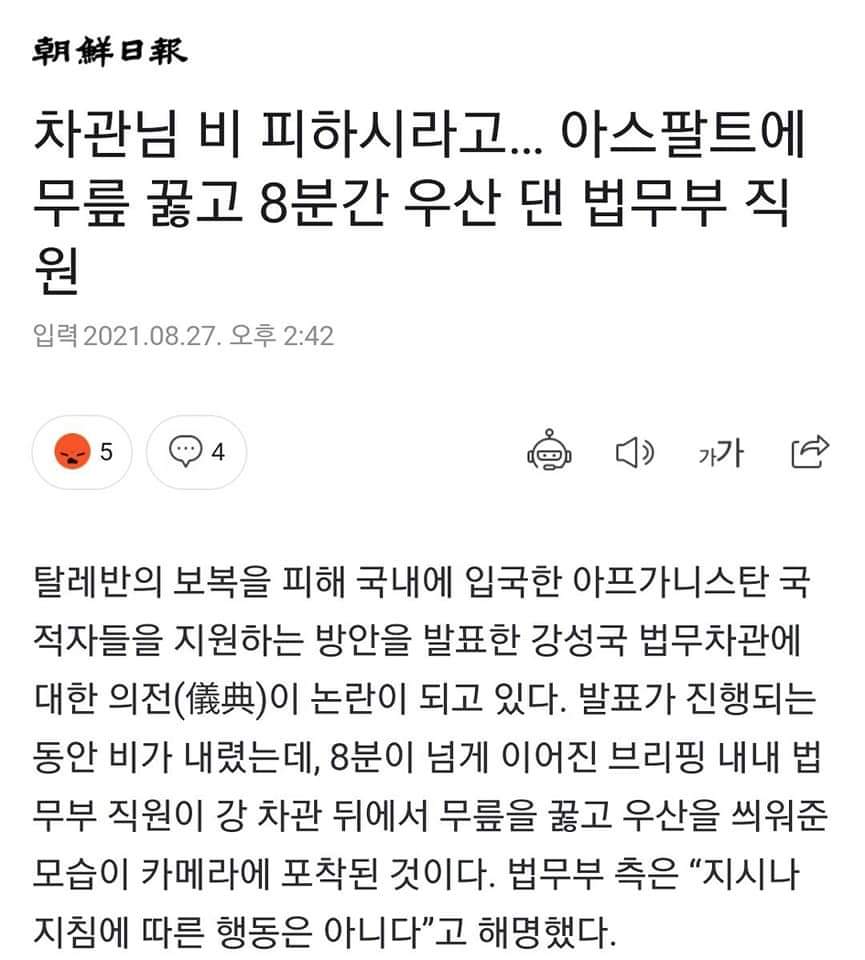 朝鮮日報
차관님 비 피하시라고... 아스팔트에
무릎 꿇고 8분간 우산 댄 법무부 직
원
입력 2021.08.27. 오후 2:42
5
4
가가
탈레반의 보복을 피해 국내에 입국한 아프가니스탄 국
적자들을 지원하는 방안을 발표한 강성국 법무차관에
대한 의전(儀典)이 논란이 되고 있다. 발표가 진행되는
동안 비가 내렸는데, 8분이 넘게 이어진 브리핑 내내 법
무부 직원이 강 차관 뒤에서 무릎을 꿇고 우산을 씌워준
모습이 카메라에 포착된 것이다. 법무부 측은 “지시나
지침에 따른 행동은 아니다”고 해명했다.